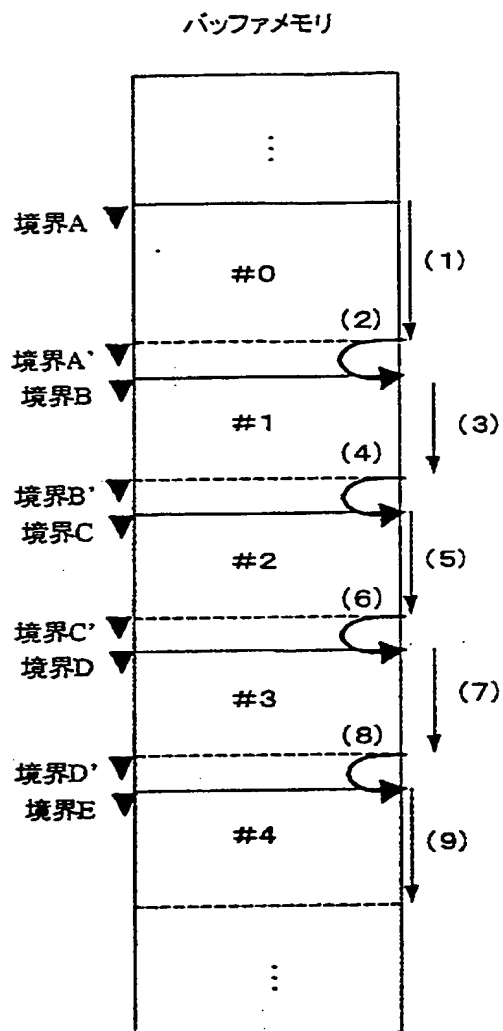 バッファメモリ
⋮
境界A
(1)
#0
(2)
境界A'
境界B
#1
(3)
(4)
境界B'
境界C
#2
(5)
(6)
境界C'
境界D
#3
(7)
(8)
境界D'
境界E
#4
(9)
⋮